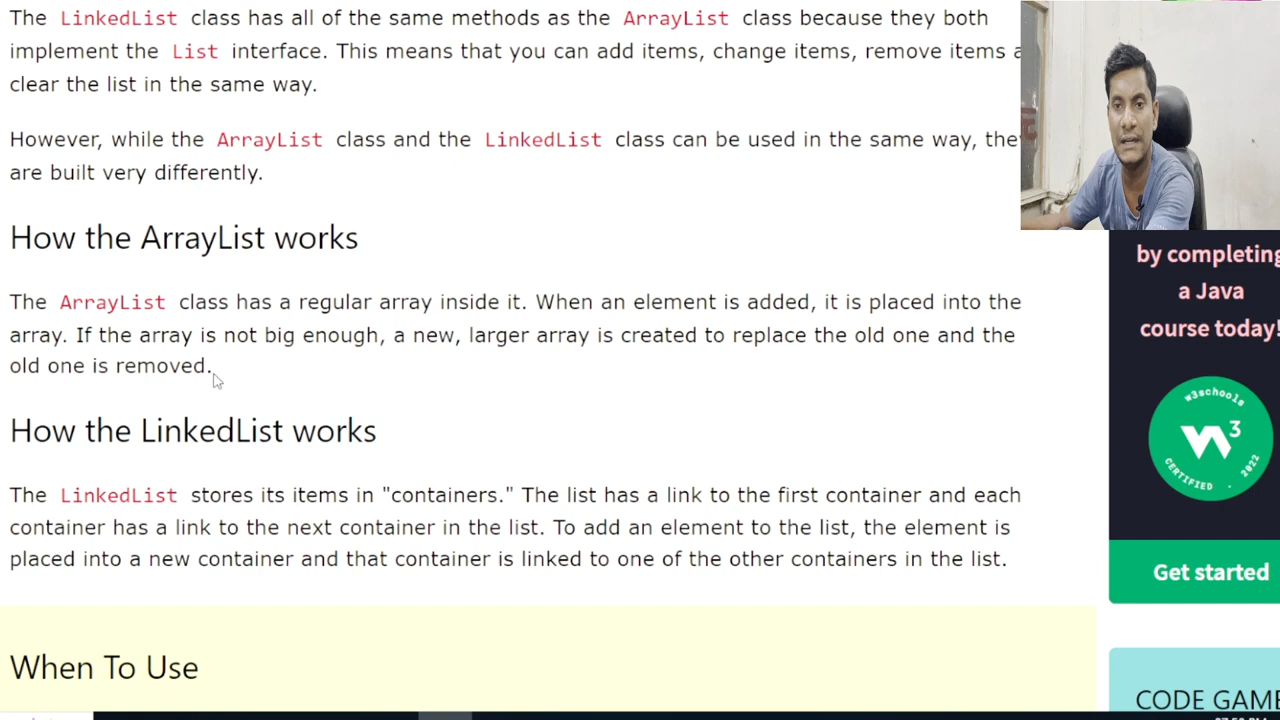 The LinkedList class has all of the same methods as the ArrayList class because they both
implement the List interface. This means that you can add items, change items, remove items
clear the list in the same way.
However, while the ArrayList class and the LinkedList class can be used in the same way,
are built very differently.
How the ArrayList works
The ArrayList class has a regular array inside it. When an element is added, it is placed into the
array. If the array is not big enough, a new, larger array is created to replace the old one and the
old one is removed.
How the LinkedList works
The LinkedList stores its items in "containers." The list has a link to the first container and each
container has a link to the next container in the list. To add an element to the list, the element is
placed into a new container and that container is linked to one of the other containers in the list.
When To Use
by completing
a Java
course today!
w3schools
W3
CERTIFIED . 2022
Get started
CODE GAME